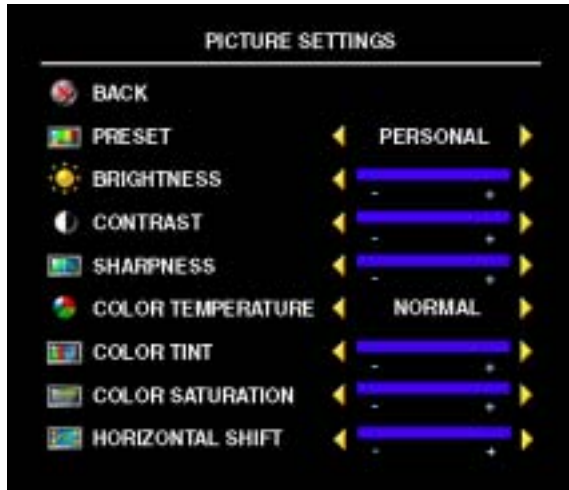 PICTURE SETTINGS
BACK
PRESET PERSONAL
BRIGHTNESS
- +
CONTRAST
- +
SHARPNESS
- +
COLOR TEMPERATURE NORMAL
COLOR TINT
- +
COLOR SATURATION
- +
HORIZONTAL SHIFT
- +